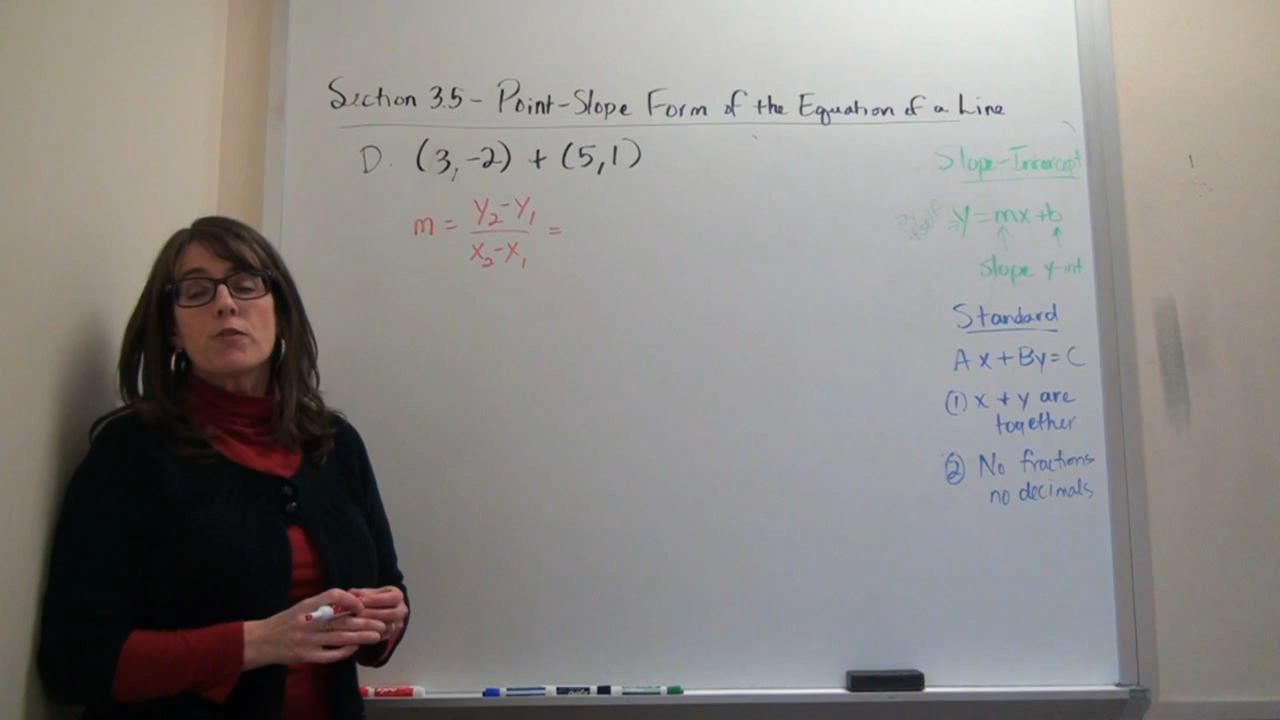 Section 3.5 - Point-Slope Form of the Equation of a Line
D. (3,-2) + (5,1)
m = y₂-y₁ / x₂-x₁ =
Slope-Intercept
y = mx + b
slope y-int
Standard
Ax + By = C
① x + y are
together
② No fractions
no decimals